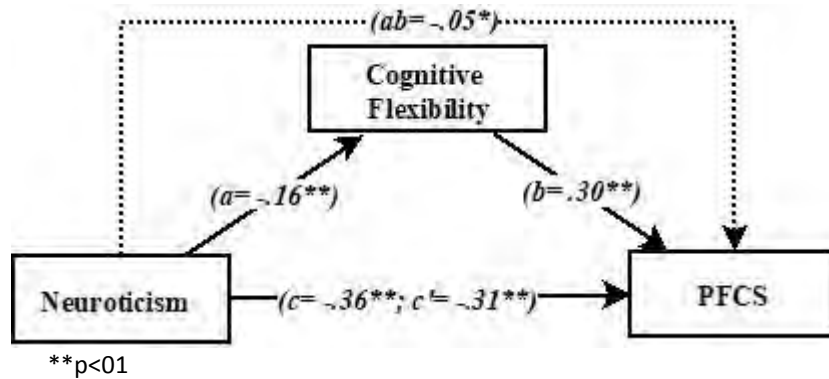 (ab= -.05*)
Cognitive
Flexibility
(a= -.16**)
(b= .30**)
Neuroticism
(c= -.36**; c'= -.31**)
PFCS
**p<01